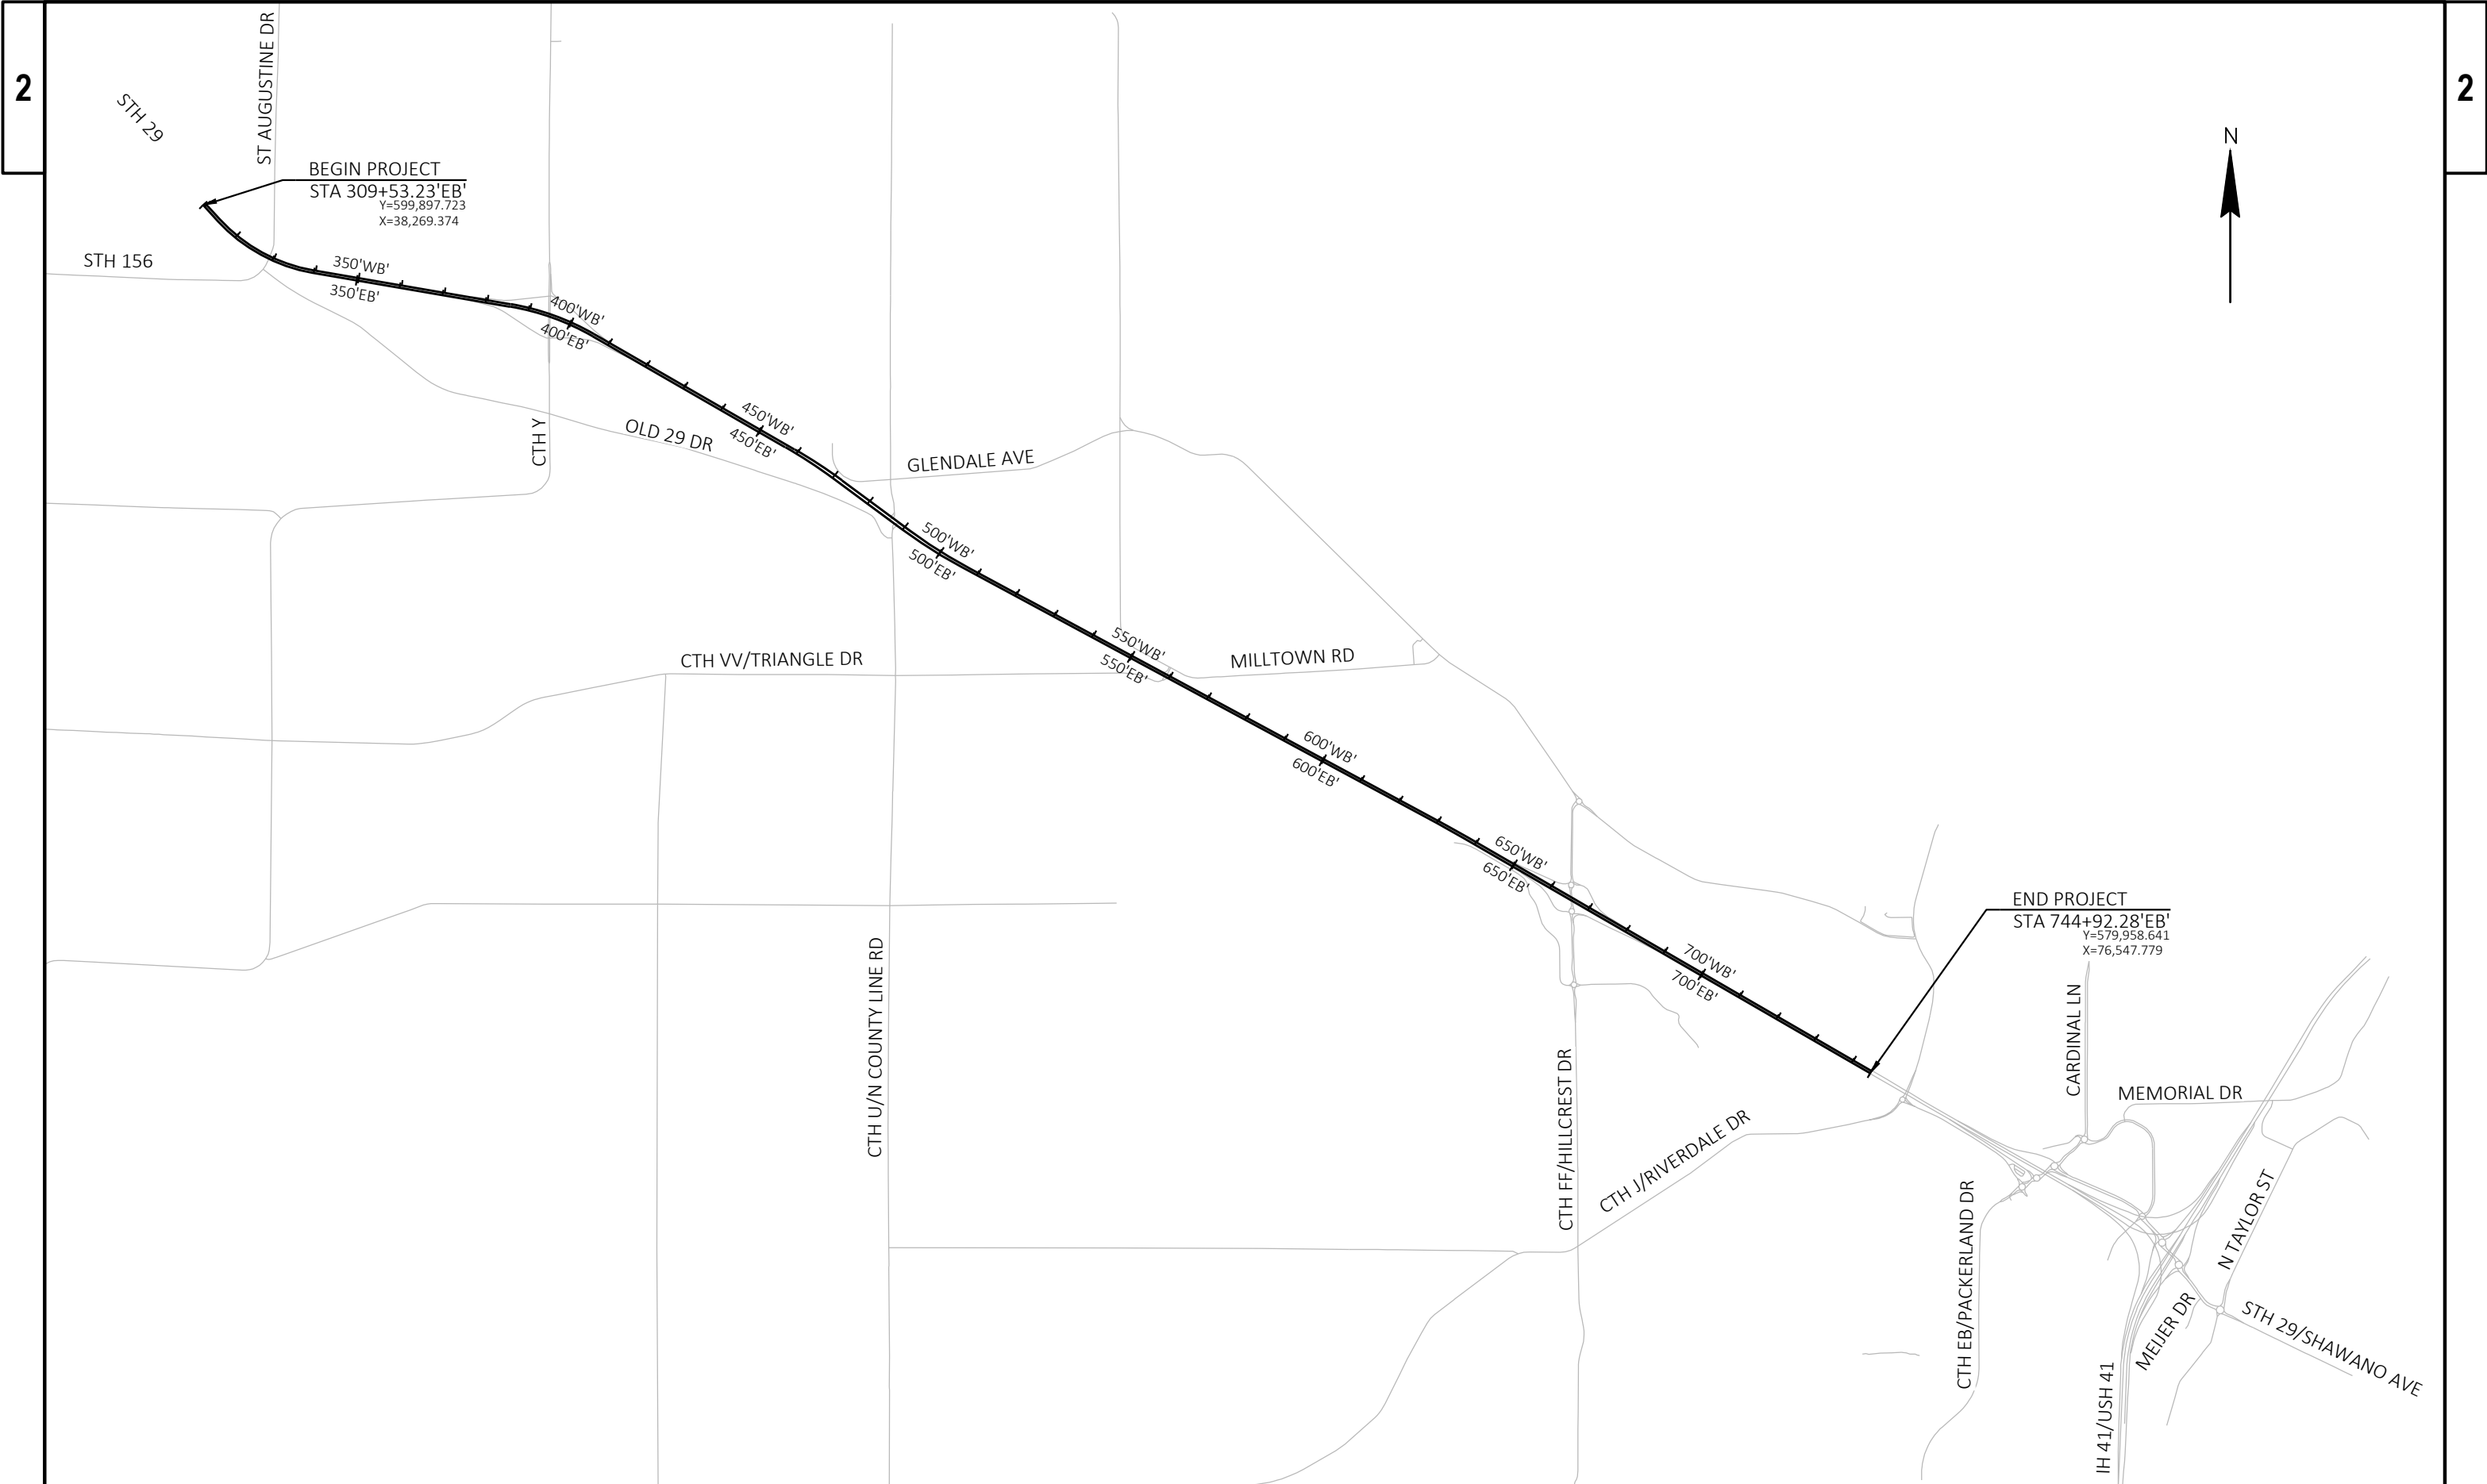 2
2
ST AUGUSTINE DR
STH 29
N
BEGIN PROJECT
STA 309+53.23'EB'
Y=599,897.723
X=38,269.374
STH 156
350'WB'
350'EB'
400'WB'
400'EB'
CTH Y
OLD 29 DR
450'WB'
450'EB'
GLENDALE AVE
500'WB'
500'EB'
CTH VV/TRIANGLE DR
550'WB'
550'EB'
MILLTOWN RD
600'WB'
600'EB'
650'WB'
650'EB'
END PROJECT
STA 744+92.28'EB'
Y=579,958.641
X=76,547.779
700'WB'
700'EB'
CTH U/N COUNTY LINE RD
CARDINAL LN
MEMORIAL DR
CTH FF/HILLCREST DR
CTH J/RIVERDALE DR
CTH EB/PACKERLAND DR
N TAYLOR ST
MEIJER DR
STH 29/SHAWANO AVE
IH 41/USH 41